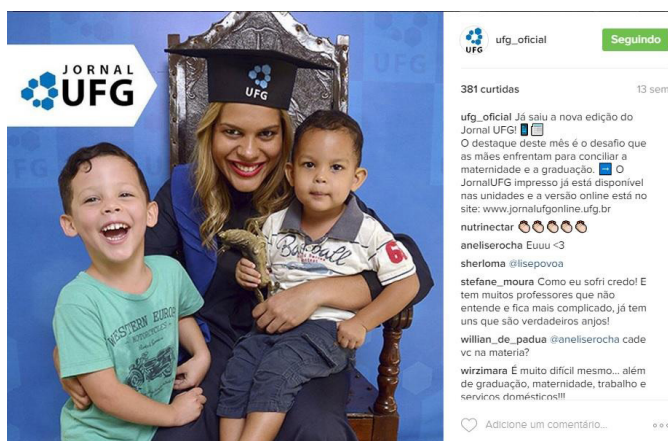 JORNAL
UFG
UFG
Baseball
6
WESTERN EUROP
MOTORCYCLE
UFG
ufg_oficial
Seguindo
381 curtidas
13 sem
ufg_oficial Já saiu a nova edição do
Jornal UFG!
O destaque deste mês é o desafio que
as mães enfrentam para conciliar a
maternidade e a graduação. O
JornalUFG impresso já está disponível
nas unidades e a versão online está no
site: www.jornalufgonline.ufg.br
nutrinectar
aneliserocha Euuu <3
sherloma @lisepovoa
stefane_moura Como eu sofri credo! E
tem muitos professores que não
entende e fica mais complicado, já tem
uns que são verdadeiros anjos!
willian_de_padua @aneliserocha cade
vc na materia?
wirzimara É muito difícil mesmo... além
de graduação, maternidade, trabalho e
serviços domésticos!!!
Adicione um comentário...